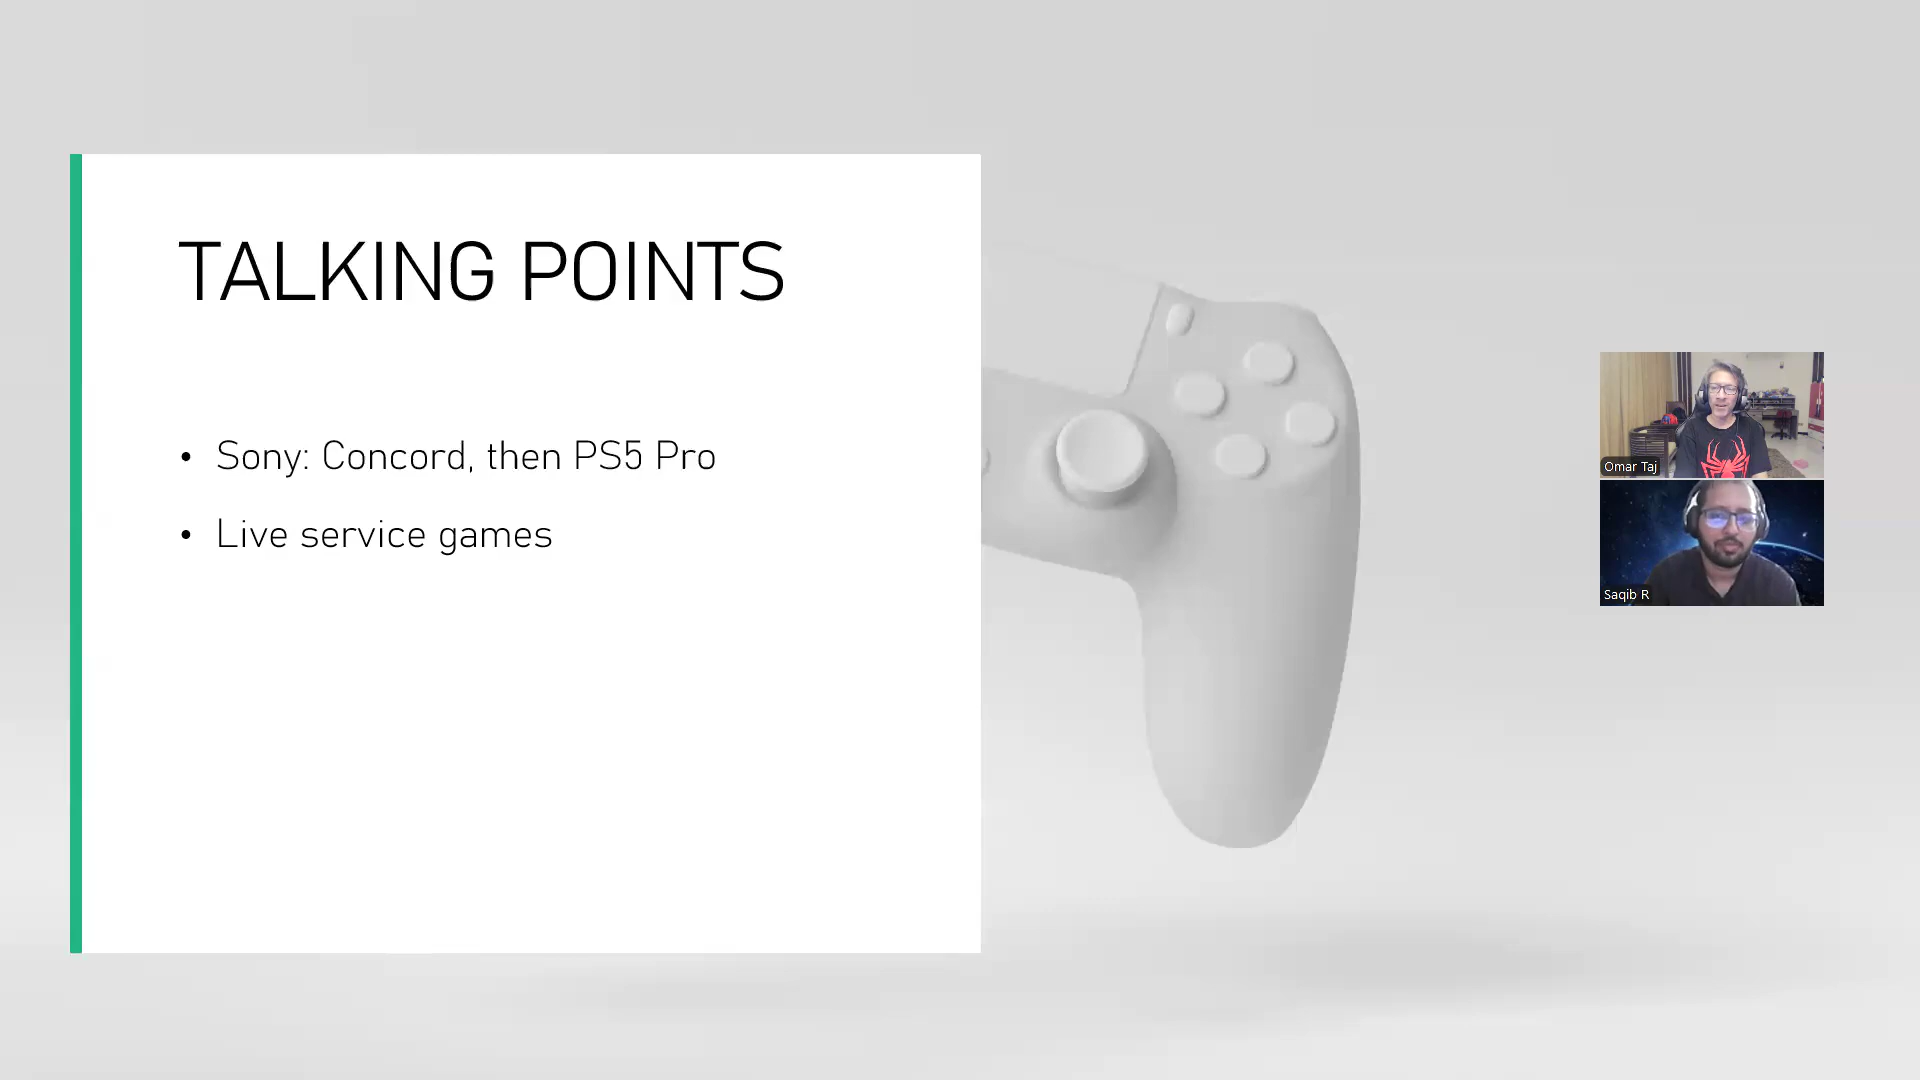 TALKING POINTS
• Sony: Concord, then PS5 Pro
• Live service games
Omar Taj
Saqib R